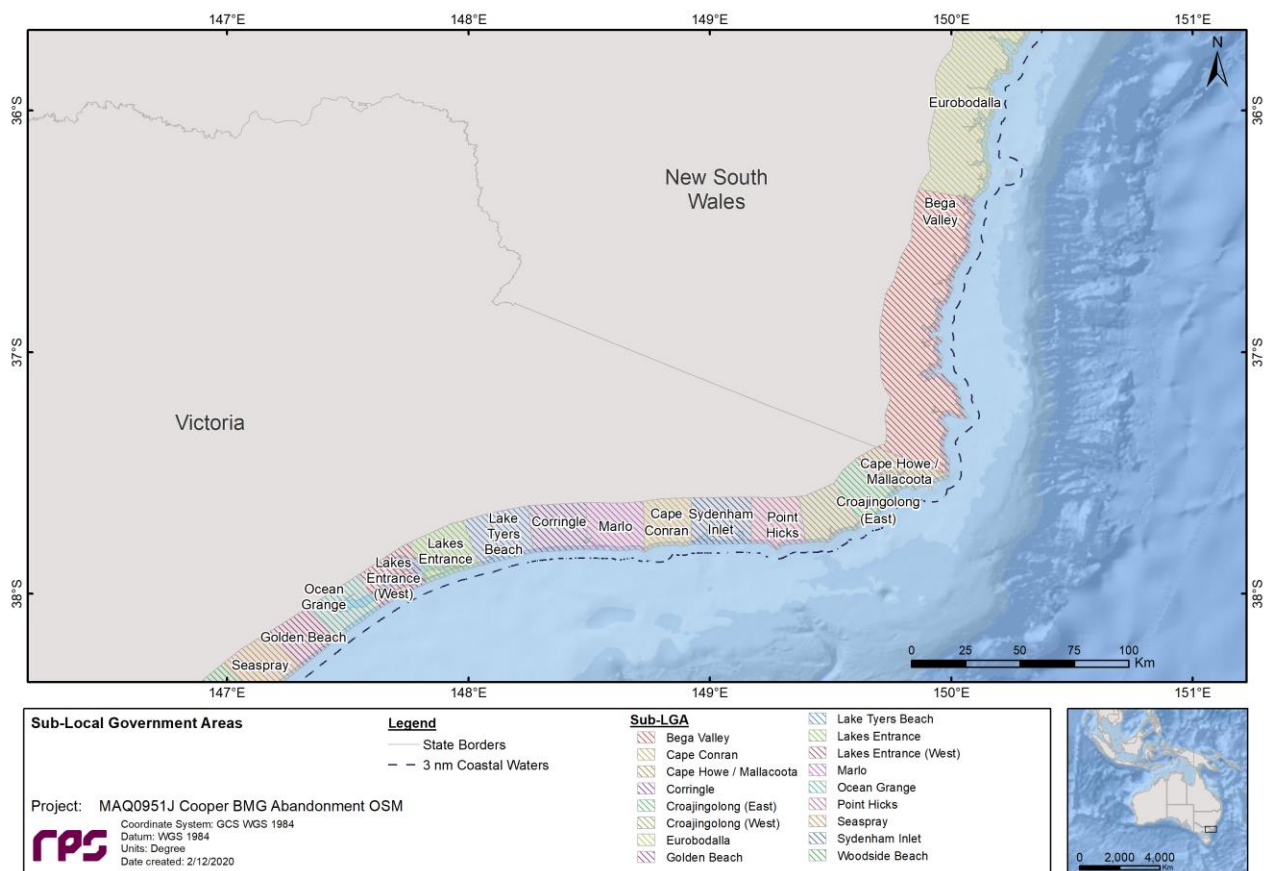 147°E 148°E 149°E 150°E 151°E
N
36°S 36°S
Eurobodalla
New South
Wales
Bega
Valley
37°S 37°S
Victoria
Cape Howe /
Mallacoota
Croajingolong
(East)
Point
Hicks
Sydenham
Inlet
Cape
Conran
Marlo
Corringle
Lake
Tyers
Beach
Lakes
Entrance
Lakes
Entrance
(West)
38°S 38°S
Ocean
Grange
Golden Beach
Seaspray
0 25 50 75 100
Km
147°E 148°E 149°E 150°E 151°E
Sub-Local Government Areas
Project: MAQ0951J Cooper BMG Abandonment OSM
rps
Coordinate System: GCS WGS 1984
Datum: WGS 1984
Units: Degree
Date created: 2/12/2020
Legend
State Borders
3 nm Coastal Waters
Sub-LGA
Bega Valley
Cape Conran
Cape Howe / Mallacoota
Corringle
Croajingolong (East)
Croajingolong (West)
Eurobodalla
Golden Beach
Lake Tyers Beach
Lakes Entrance
Lakes Entrance (West)
Marlo
Ocean Grange
Point Hicks
Seaspray
Sydenham Inlet
Woodside Beach
0 2,000 4,000
Km